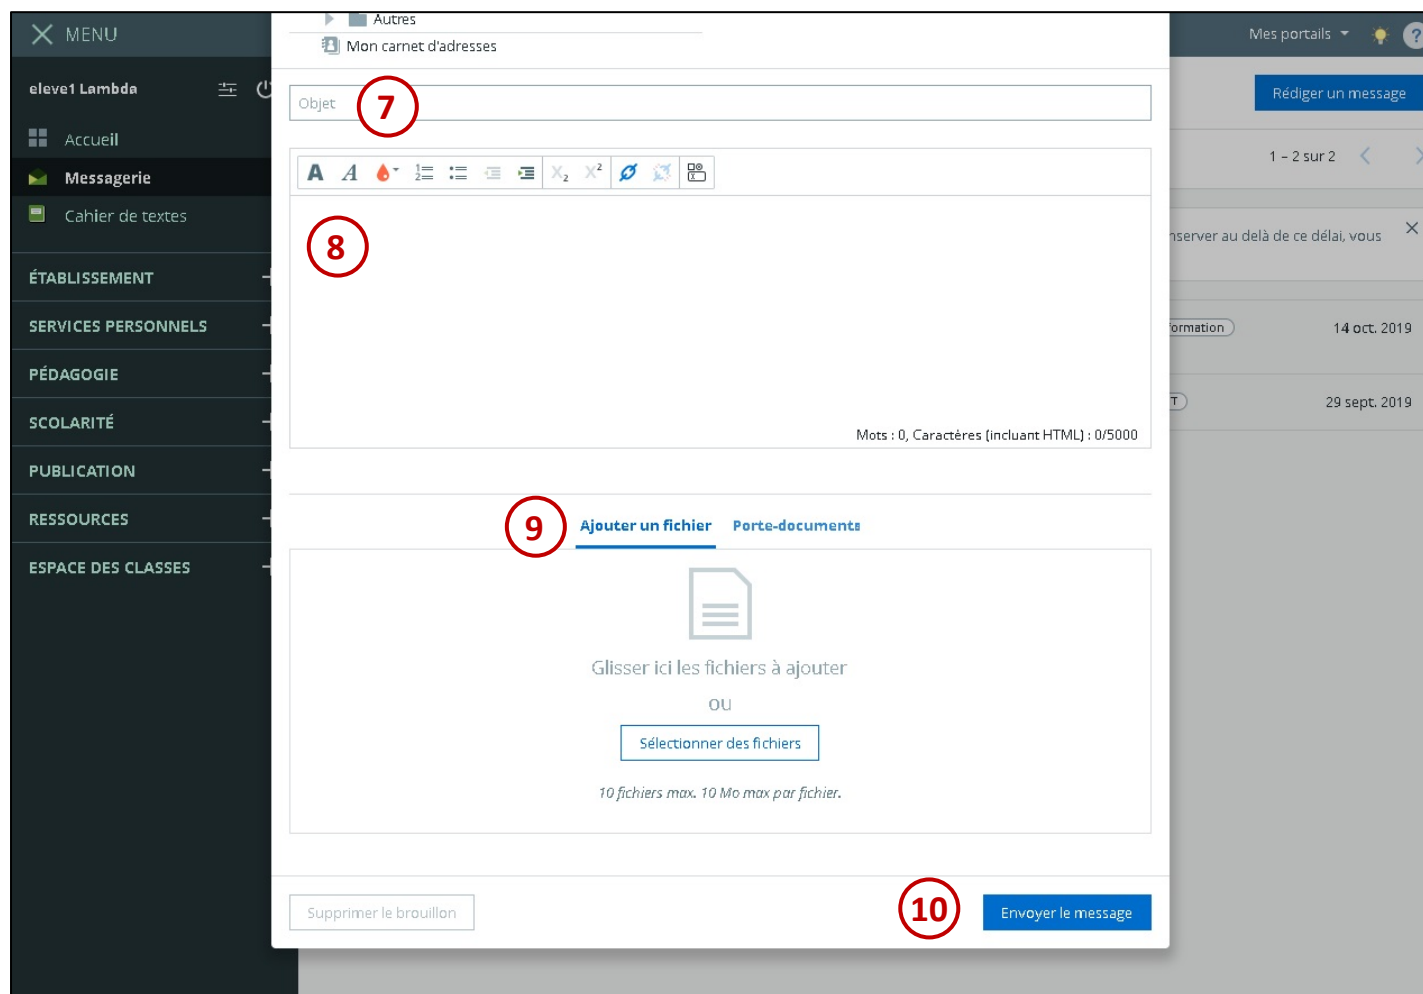 MENU
eleve1 Lambda
Accueil
Messagerie
Cahier de textes
ÉTABLISSEMENT
SERVICES PERSONNELS
PÉDAGOGIE
SCOLARITÉ
PUBLICATION
RESSOURCES
ESPACE DES CLASSES
Autres
Mon carnet d'adresses
Objet
7
A A X₂ X²
8
Mots : 0, Caractères (incluant HTML) : 0/5000
9
Ajouter un fichier Porte-documents
Glisser ici les fichiers à ajouter
ou
Sélectionner des fichiers
10 fichiers max. 10 Mo max par fichier.
Supprimer le brouillon
10
Envoyer le message
Mes portails
?
Rédiger un message
1 – 2 sur 2
nserver au delà de ce délai, vous
formation 14 oct. 2019
T 29 sept. 2019